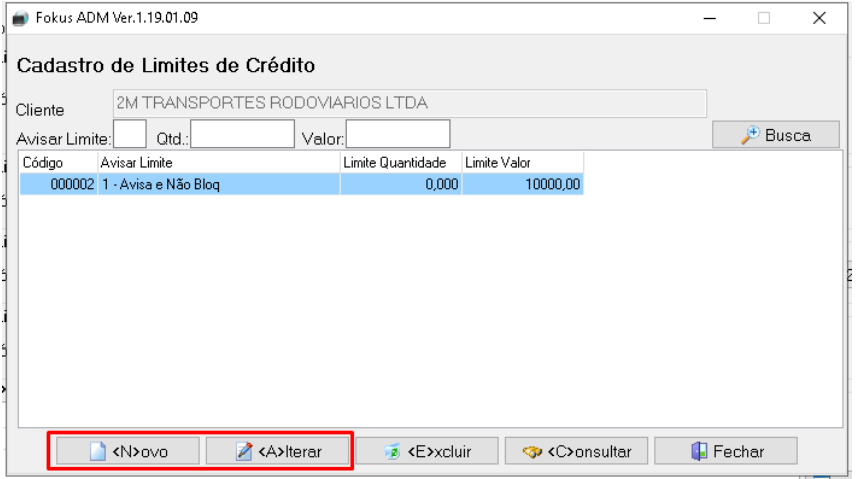 Fokus ADM Ver.1.19.01.09
Cadastro de Limites de Crédito
Cliente 2M TRANSPORTES RODOVIARIOS LTDA
Avisar Limite: Qtd.: Valor: Busca
Código Avisar Limite Limite Quantidade Limite Valor
000002 1 - Avisa e Não Bloq 0,000 10000,00
<N>ovo <A>lterar <E>xcluir <C>onsultar Fechar